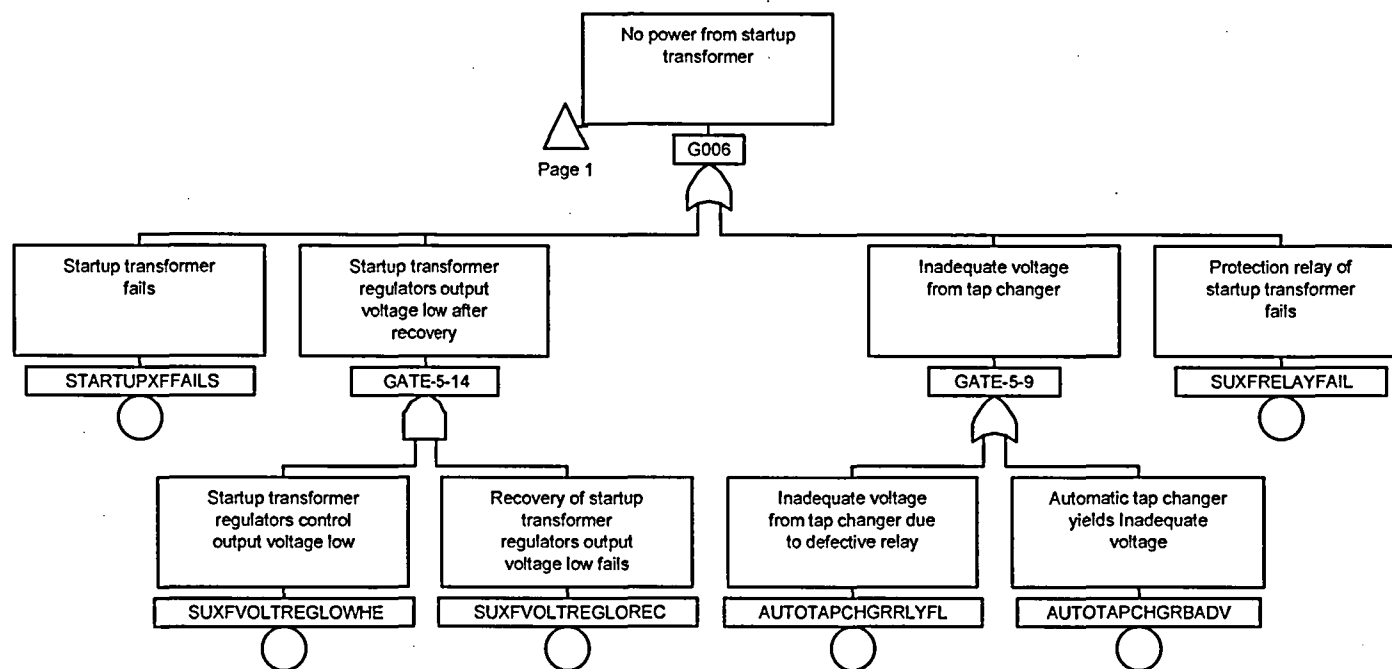 No power from startup
transformer
Page 1
G006
Startup transformer
fails
STARTUPXFFAILS
Startup transformer
regulators output
voltage low after
recovery
GATE-5-14
Inadequate voltage
from tap changer
GATE-5-9
Protection relay of
startup transformer
fails
SUXFRELAYFAIL
Startup transformer
regulators control
output voltage low
SUXFVOLTREGLOWHE
Recovery of startup
transformer
regulators output
voltage low fails
SUXFVOLTREGLOREC
Inadequate voltage
from tap changer due
to defective relay
AUTOTAPCHGRRLYFL
Automatic tap changer
yields Inadequate
voltage
AUTOTAPCHGRBADV